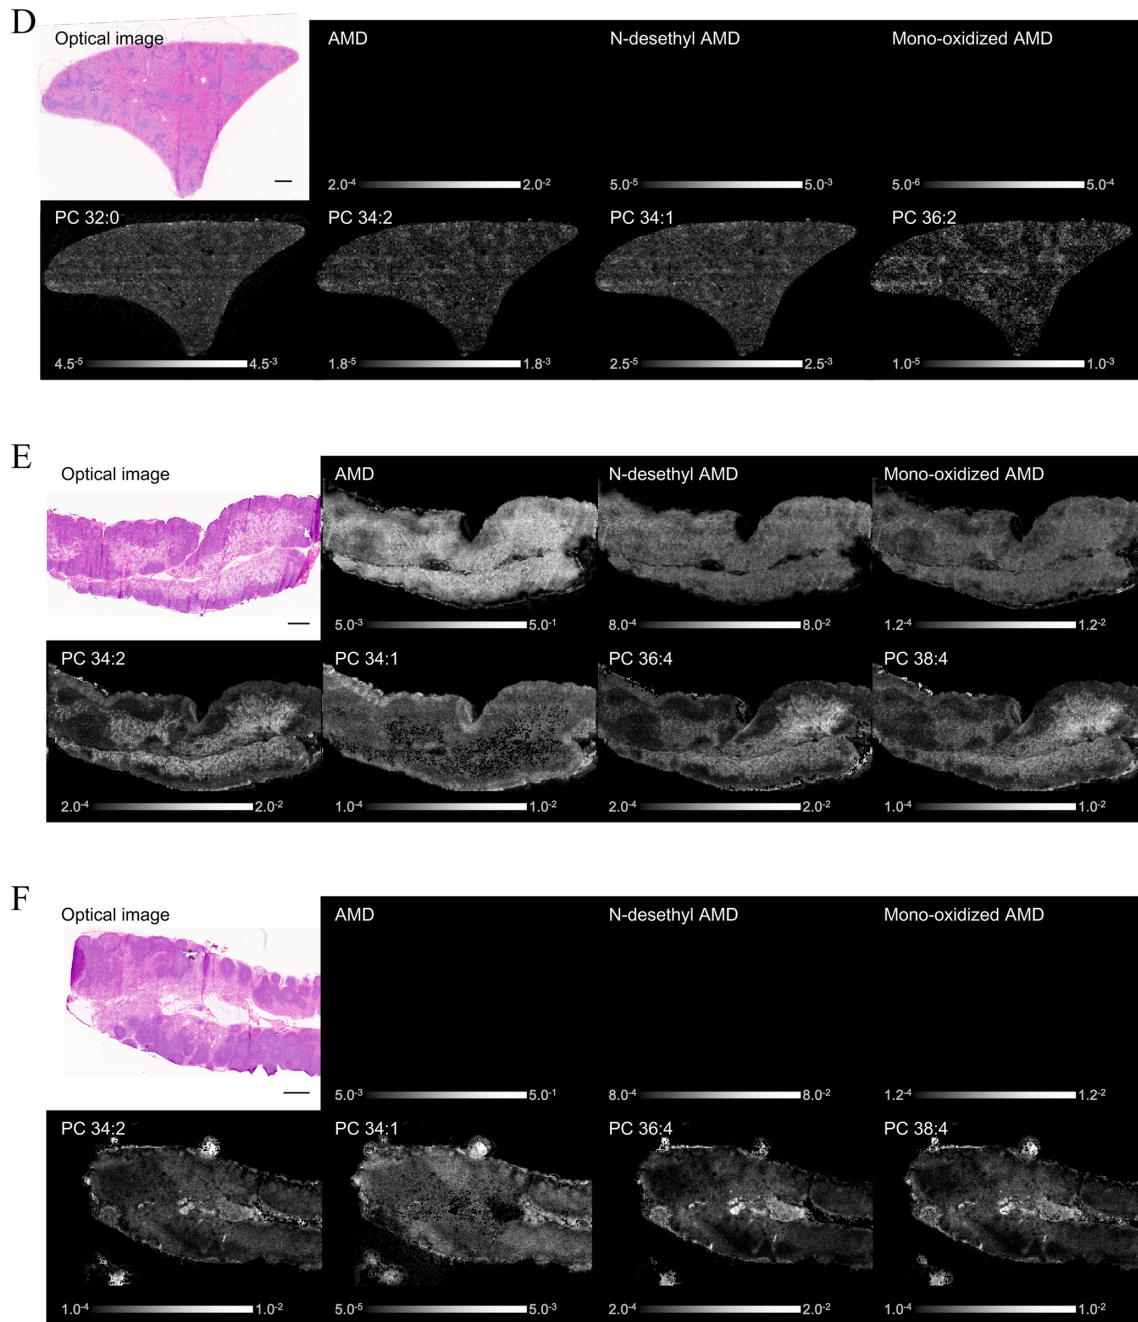 D
Optical image AMD N-desethyl AMD Mono-oxidized AMD
2.0-4 2.0-2 5.0-5 5.0-3 5.0-6 5.0-4
PC 32:0 PC 34:2 PC 34:1 PC 36:2
4.5-5 4.5-3 1.8-5 1.8-3 2.5-5 2.5-3 1.0-5 1.0-3
E
Optical image AMD N-desethyl AMD Mono-oxidized AMD
5.0-3 5.0-1 8.0-4 8.0-2 1.2-4 1.2-2
PC 34:2 PC 34:1 PC 36:4 PC 38:4
2.0-4 2.0-2 1.0-4 1.0-2 2.0-4 2.0-2 1.0-4 1.0-2
F
Optical image AMD N-desethyl AMD Mono-oxidized AMD
5.0-3 5.0-1 8.0-4 8.0-2 1.2-4 1.2-2
PC 34:2 PC 34:1 PC 36:4 PC 38:4
1.0-4 1.0-2 5.0-5 5.0-3 2.0-4 2.0-2 1.0-4 1.0-2